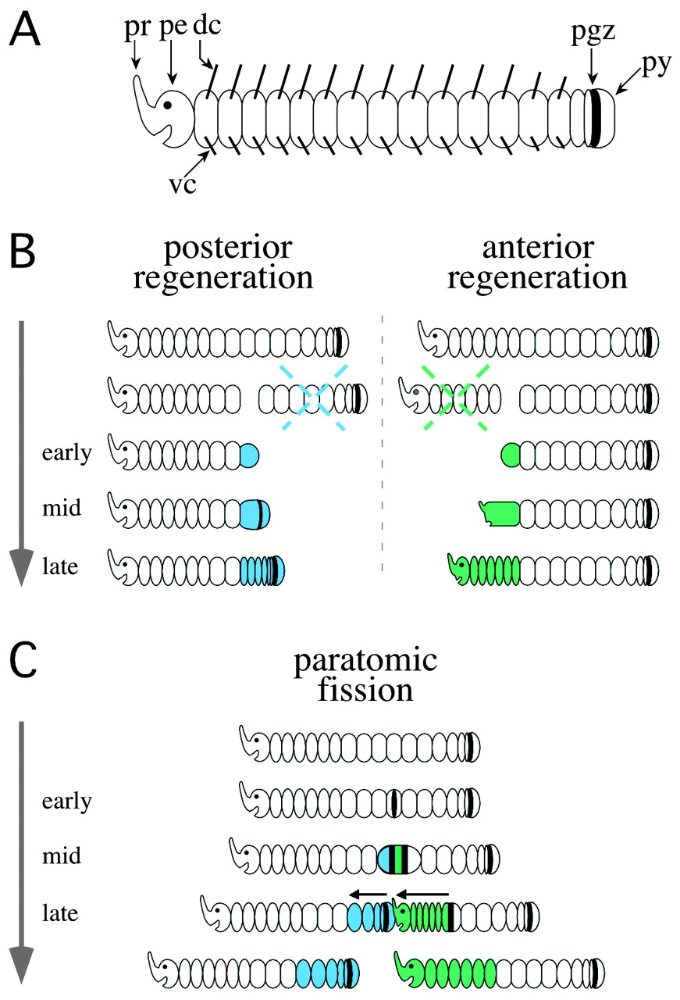 A
pr pe dc
pgz
py
vc
B
posterior
regeneration
anterior
regeneration
early
mid
late
C
paratomic
fission
early
mid
late